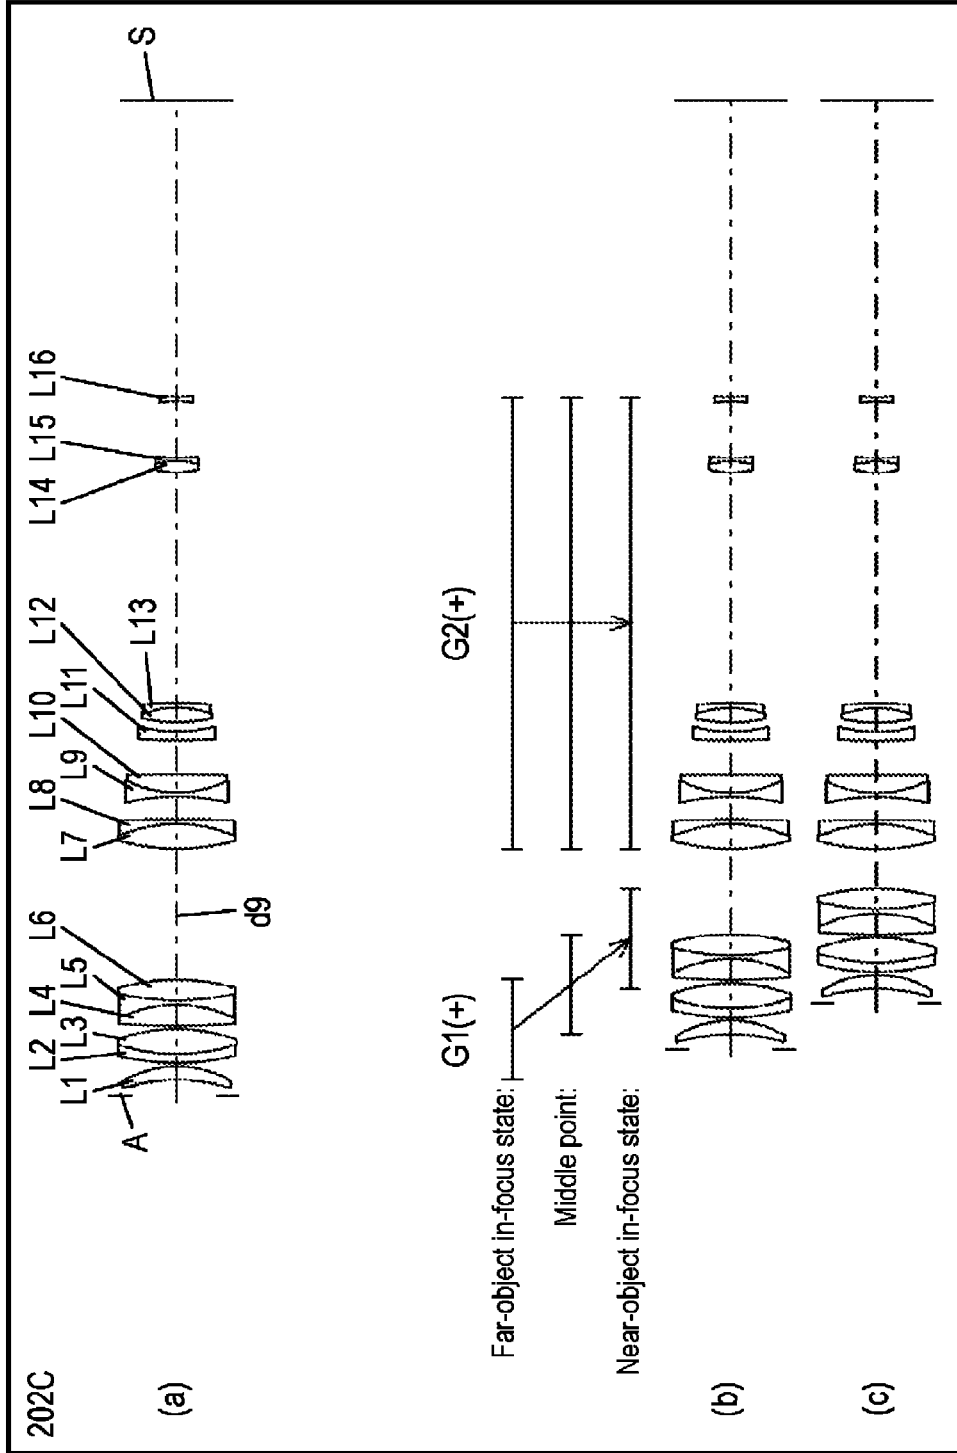 202C
(a)
A
L1
L2
L3
L4
L5
L6
d9
L7
L8
L9
L10
L11
L12
L13
L14
L15
L16
S
G1(+)
G2(+)
Far-object in-focus state:
Middle point:
Near-object in-focus state:
(b)
(c)